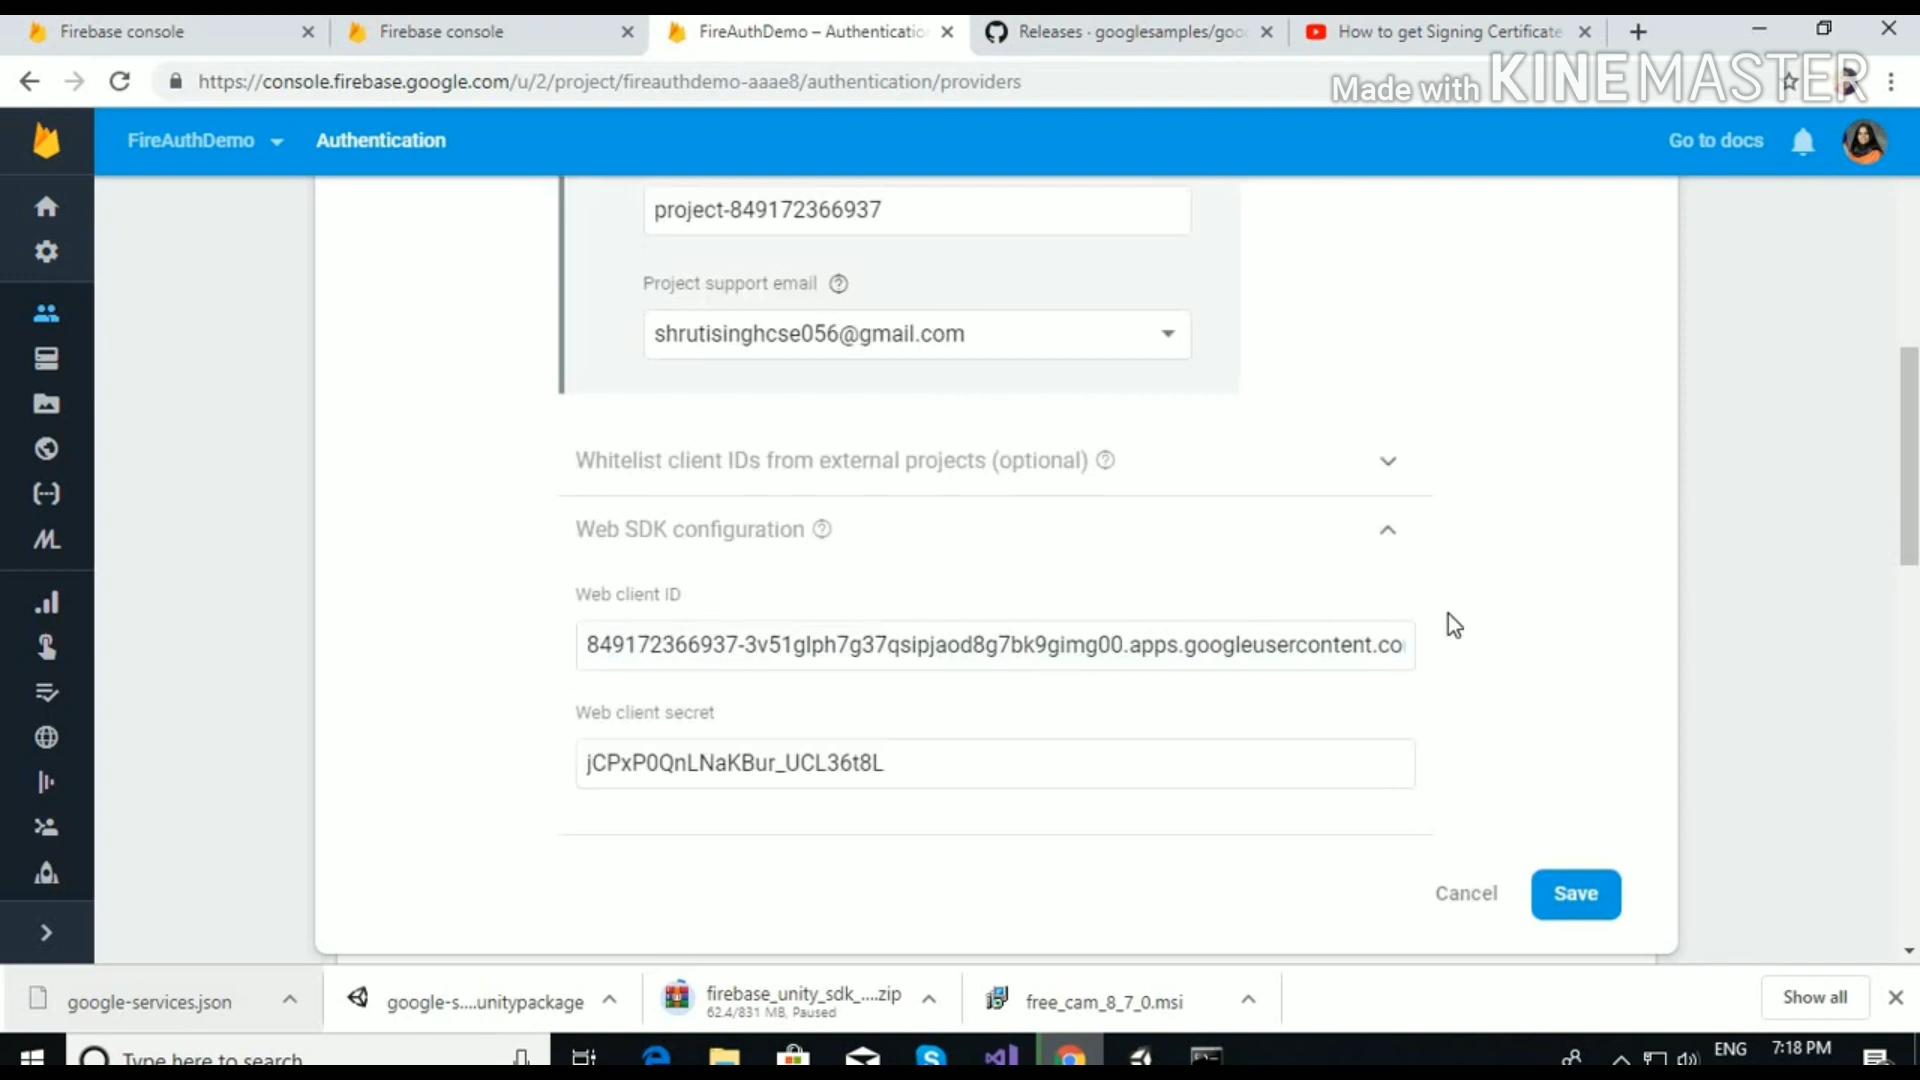 Firebase console
Firebase console
FireAuthDemo – Authenticatio
Releases · googlesamples/goo
How to get Signing Certificate
https://console.firebase.google.com/u/2/project/fireauthdemo-aaae8/authentication/providers
Made with KINEMASTER
FireAuthDemo
Authentication
Go to docs
project-849172366937
Project support email
shrutisinghcse056@gmail.com
Whitelist client IDs from external projects (optional)
Web SDK configuration
Web client ID
849172366937-3v51glph7g37qsipjaod8g7bk9gimg00.apps.googleusercontent.co
Web client secret
jCPxP0QnLNaKBur_UCL36t8L
Cancel
Save
google-services.json
google-s....unitypackage
firebase_unity_sdk_....zip
62.4/831 MB, Paused
free_cam_8_7_0.msi
Show all
Type here to search
ENG
7:18 PM